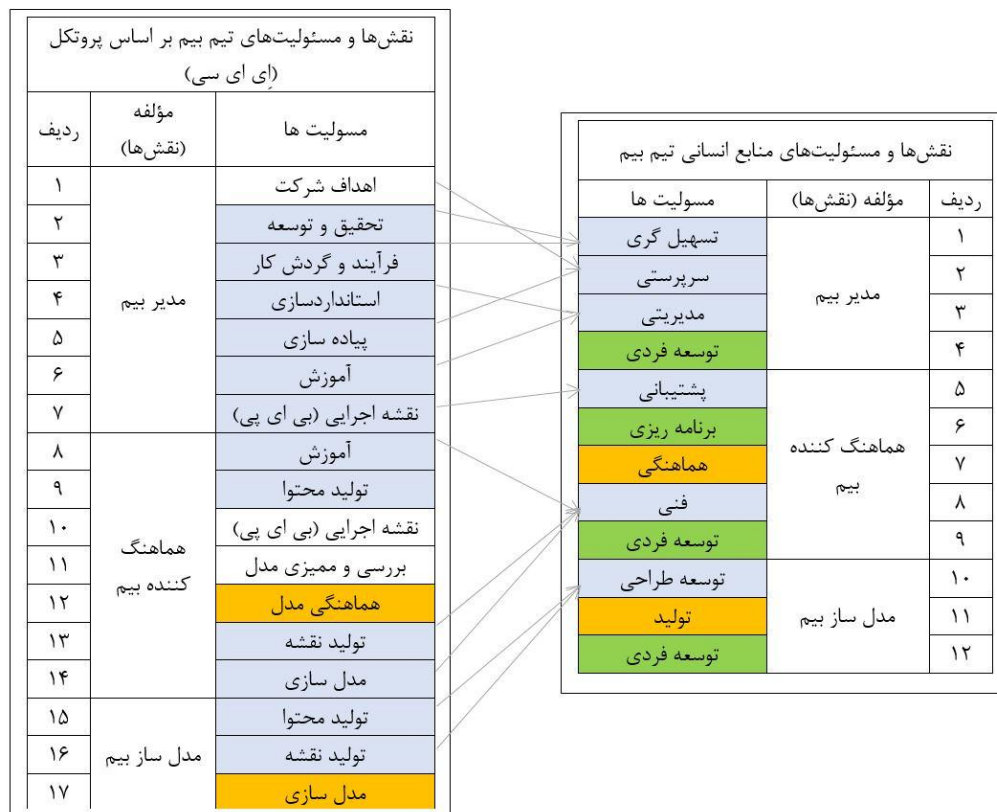 نقش‌ها و مسئولیت‌های تیم بیم بر اساس پروتکل
(اِی ای سی)
ردیف مؤلفه (نقش‌ها) مسولیت ها
۱ مدیر بیم اهداف شرکت
۲ تحقیق و توسعه
۳ فرآیند و گردش کار
۴ استانداردسازی
۵ پیاده سازی
۶ آموزش
۷ نقشه اجرایی (بی ای پی)
۸ هماهنگ کننده بیم آموزش
۹ تولید محتوا
۱۰ نقشه اجرایی (بی ای پی)
۱۱ بررسی و ممیزی مدل
۱۲ هماهنگی مدل
۱۳ تولید نقشه
۱۴ مدل سازی
۱۵ مدل ساز بیم تولید محتوا
۱۶ تولید نقشه
۱۷ مدل سازی
نقش‌ها و مسئولیت‌های منابع انسانی تیم بیم
ردیف مؤلفه (نقش‌ها) مسولیت ها
۱ مدیر بیم تسهیل گری
۲ سرپرستی
۳ مدیریتی
۴ توسعه فردی
۵ هماهنگ کننده بیم پشتیبانی
۶ برنامه ریزی
۷ هماهنگی
۸ فنی
۹ توسعه فردی
۱۰ مدل ساز بیم توسعه طراحی
۱۱ تولید
۱۲ توسعه فردی